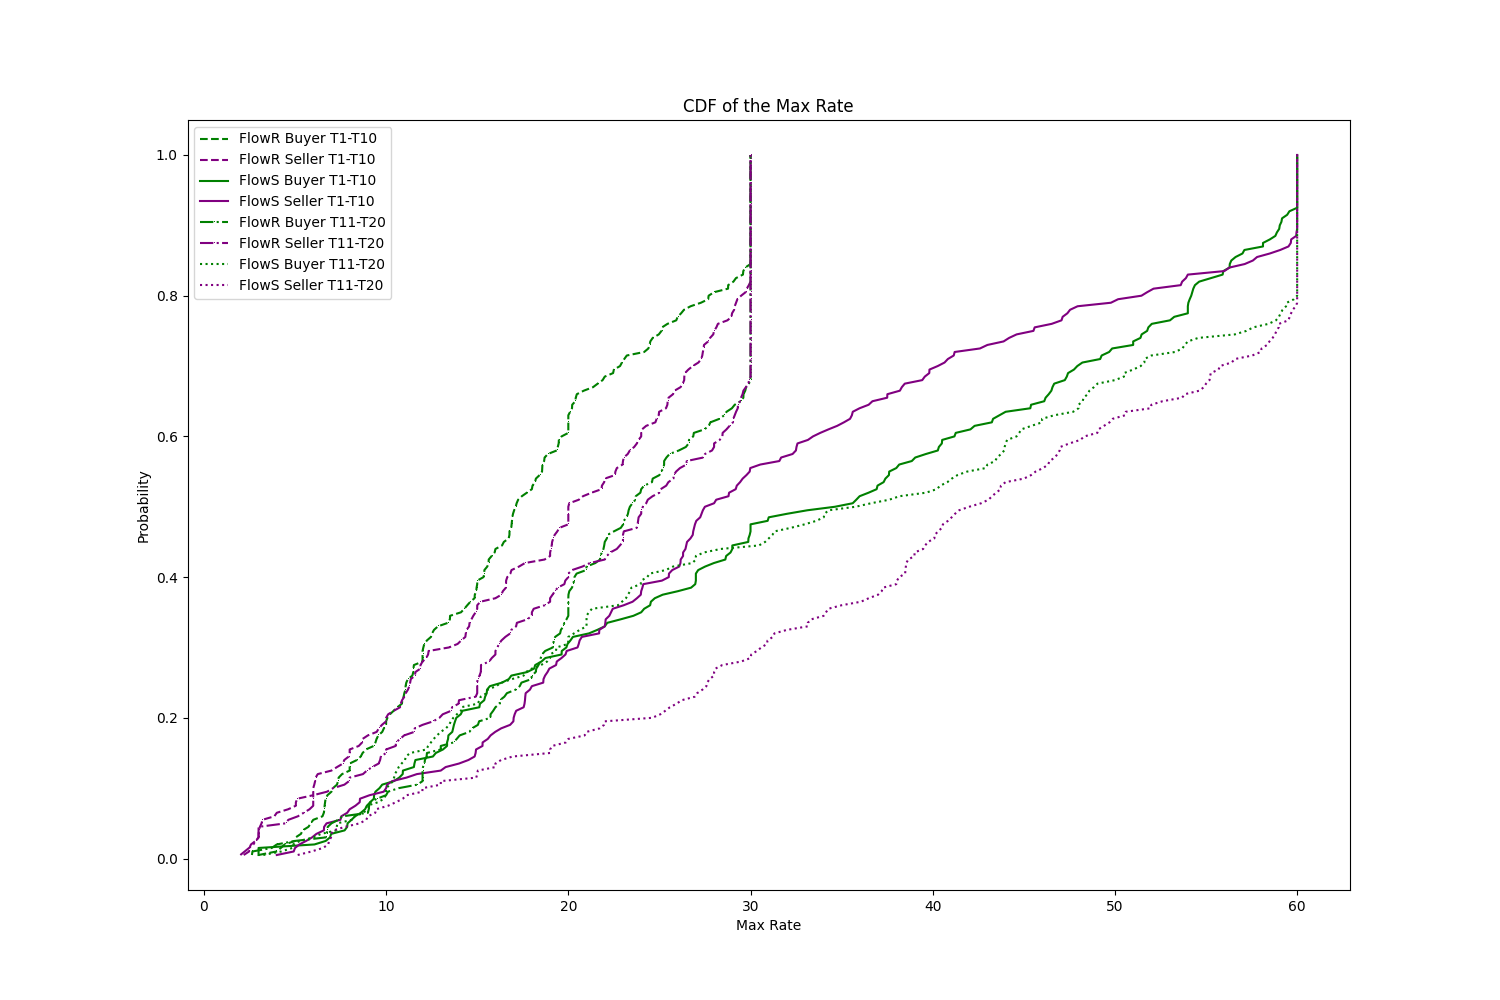 CDF of the Max Rate
FlowR Buyer T1-T10
FlowR Seller T1-T10
FlowS Buyer T1-T10
FlowS Seller T1-T10
FlowR Buyer T11-T20
FlowR Seller T11-T20
FlowS Buyer T11-T20
FlowS Seller T11-T20
1.0
0.8
0.6
0.4
0.2
0.0
Probability
0 10 20 30 40 50 60
Max Rate